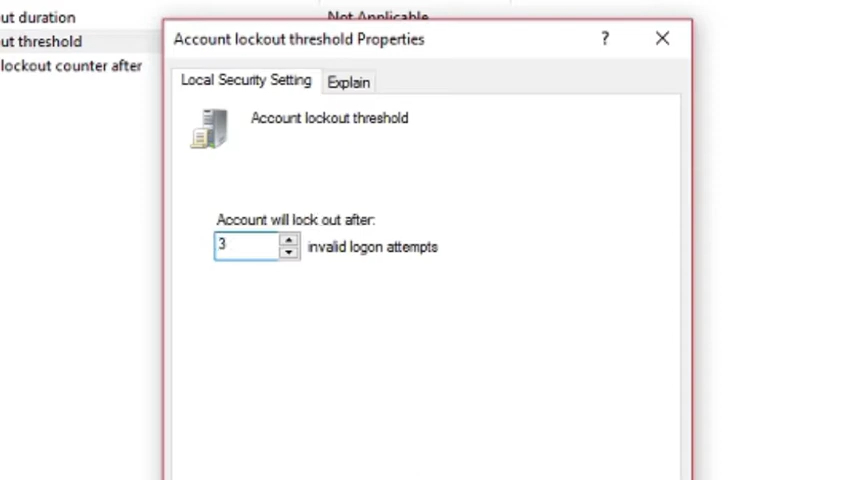 ut duration
Not Applicable
ut threshold
lockout counter after
Account lockout threshold Properties
?
Local Security Setting
Explain
Account lockout threshold
Account will lock out after:
3
invalid logon attempts